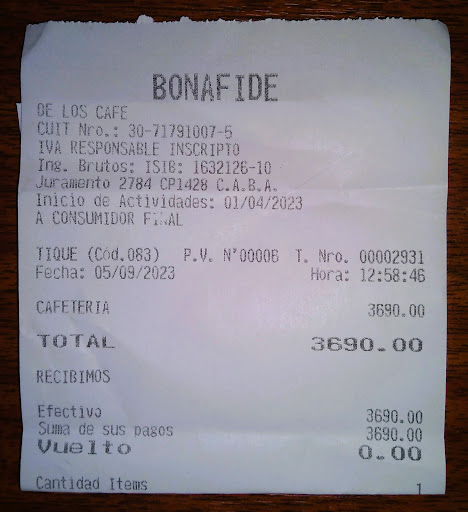 BONAFIDE
DE LOS CAFE
CUIT Nro.: 30-71791007-5
IVA RESPONSABLE INSCRIPTO
Ing. Brutos: ISIB: 1632126-10
Juramento 2784 CP1428 C.A.B.A.
Inicio de Actividades: 01/04/2023
A CONSUMIDOR FINAL
TIQUE (Cód.083) P.V. N°00006 T. Nro. 00002931
Fecha: 05/09/2023 Hora: 12:58:46
CAFETERIA 3690.00
TOTAL 3690.00
RECIBIMOS
Efectivo 3690.00
Suma de sus pagos 3690.00
Vuelto 0.00
Cantidad Items 1